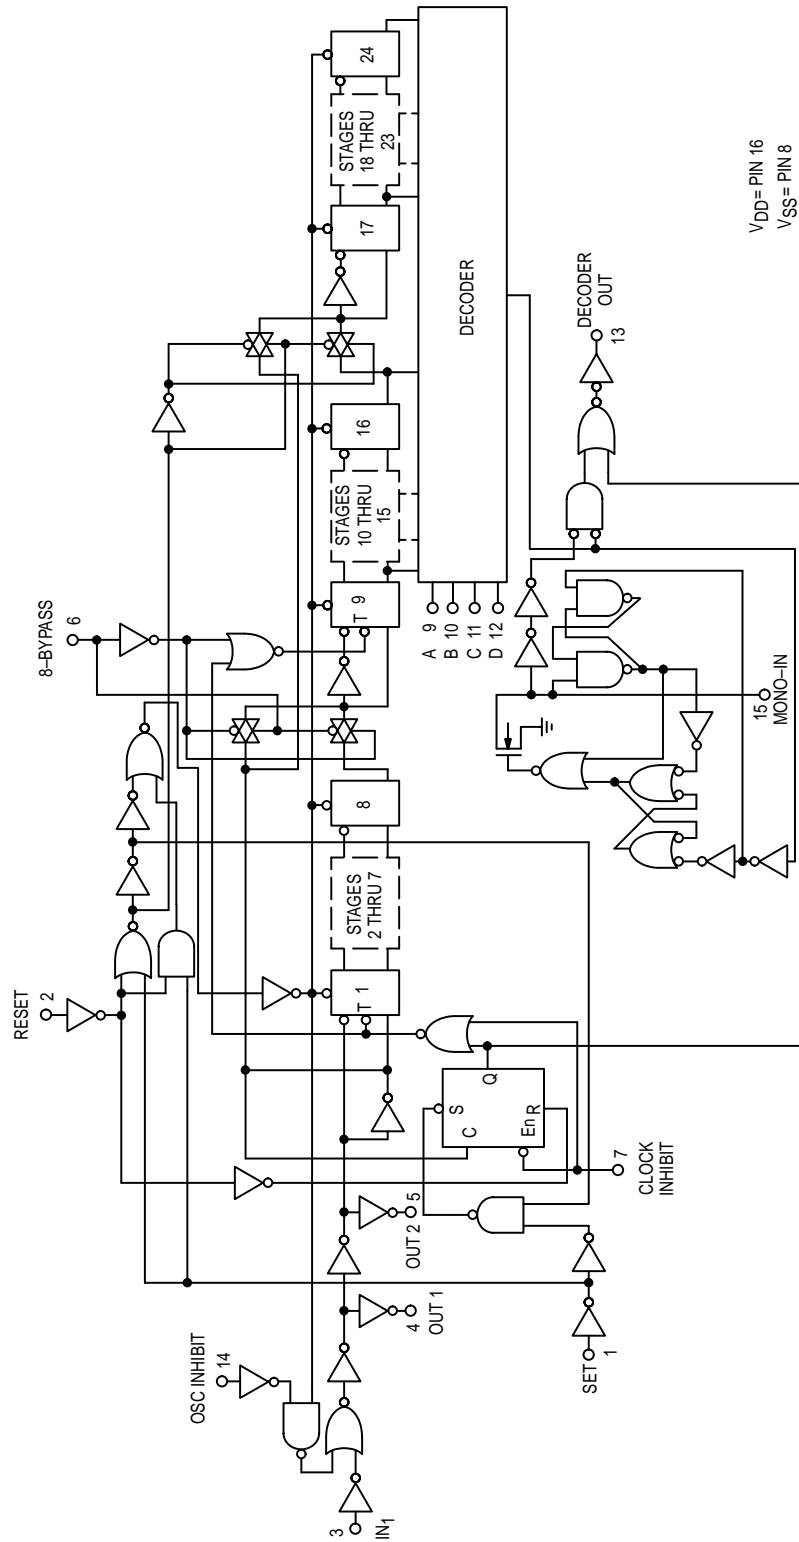 RESET
2
8–BYPASS
6
OSC INHIBIT
14
3
IN1
4
OUT 1
OUT 2
5
SET
1
7
CLOCK
INHIBIT
C
S
En
R
Q
T
1
STAGES
2 THRU 7
8
T
9
STAGES
10 THRU
15
16
17
STAGES
18 THRU
23
24
DECODER
A 9
B 10
C 11
D 12
15
MONO–IN
DECODER
OUT
13
VDD = PIN 16
VSS = PIN 8